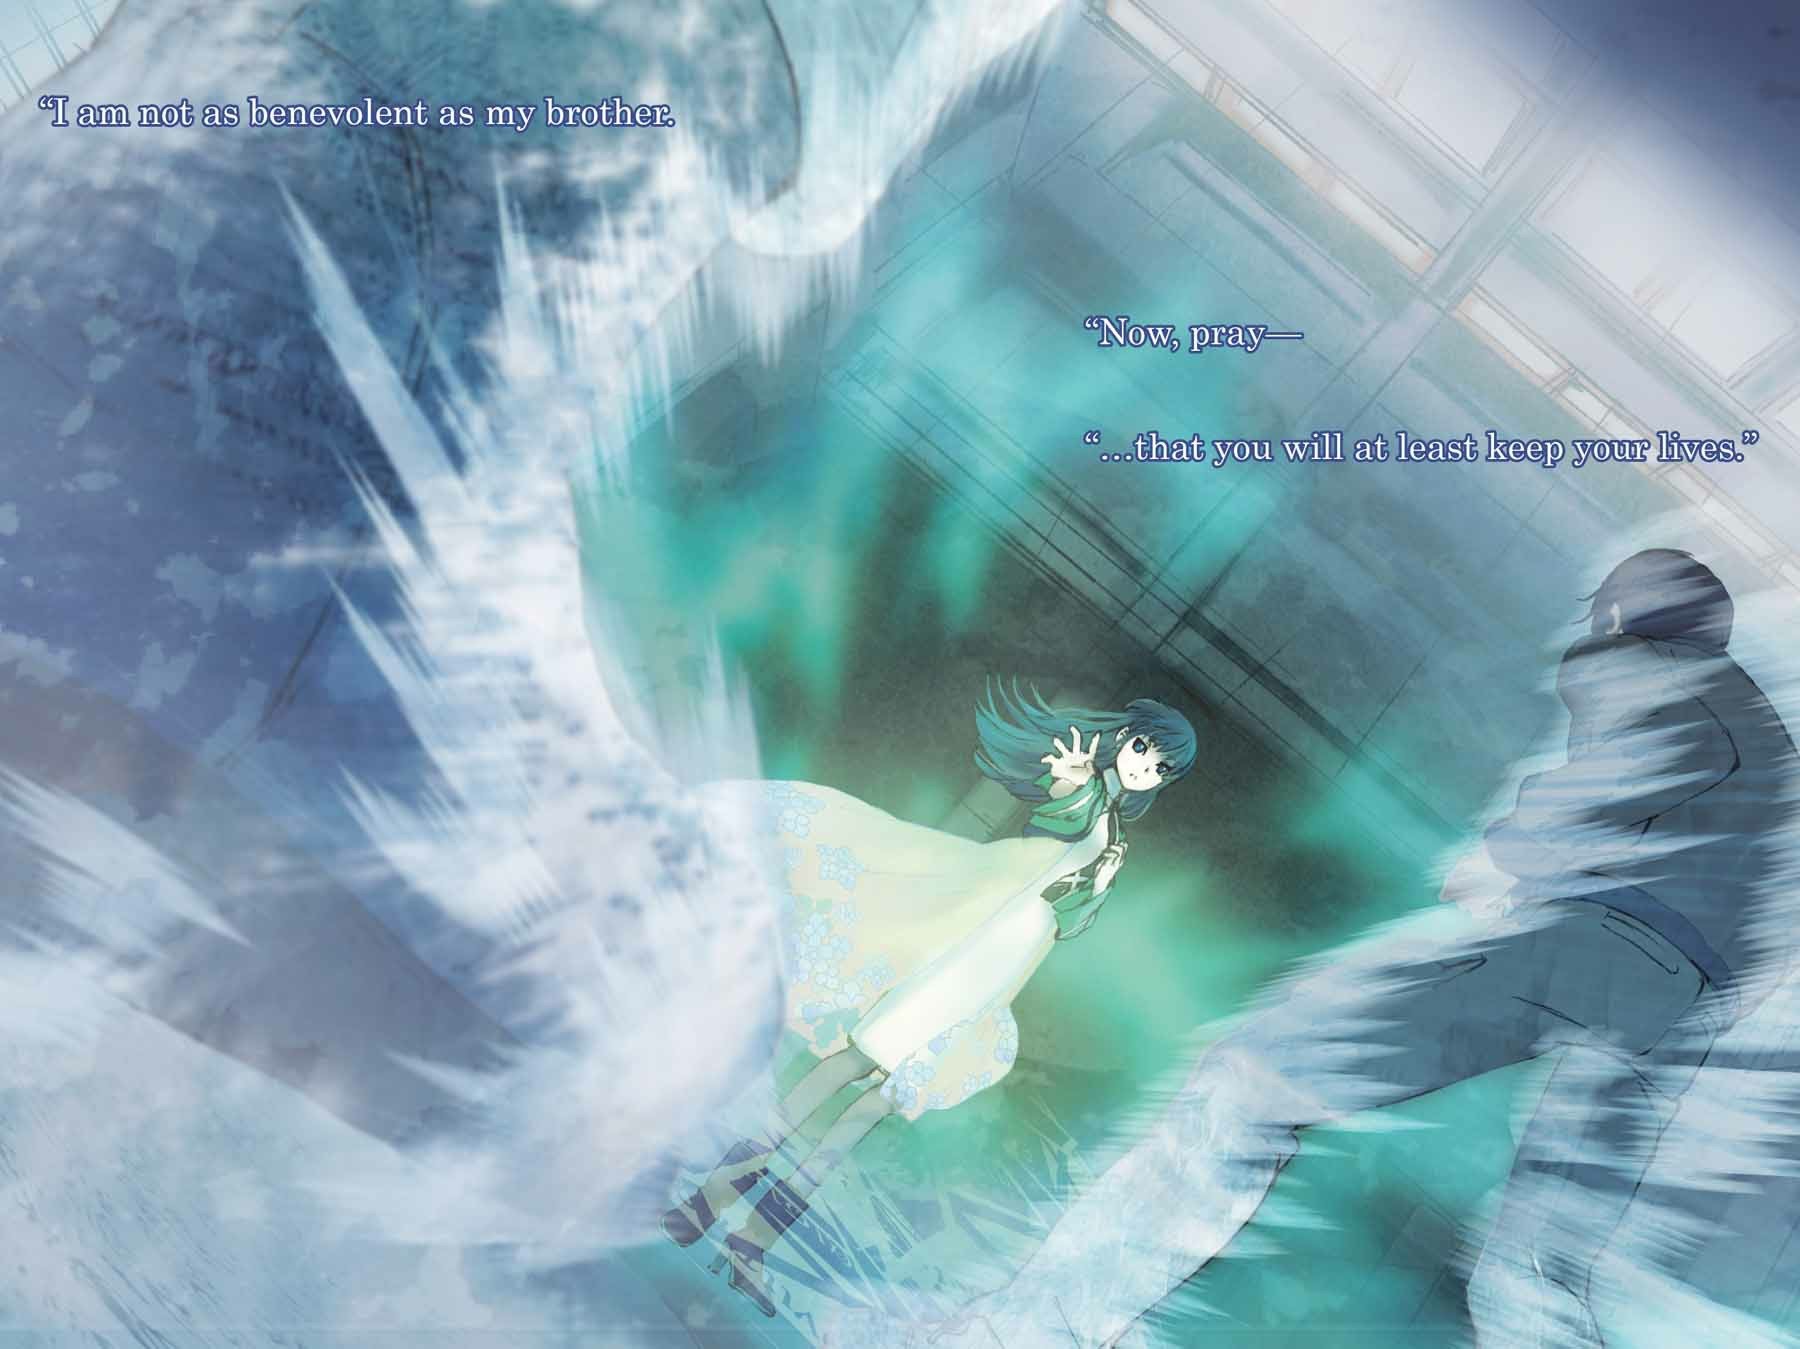 “I am not as benevolent as my brother.
“Now, pray—
“…that you will at least keep your lives.”